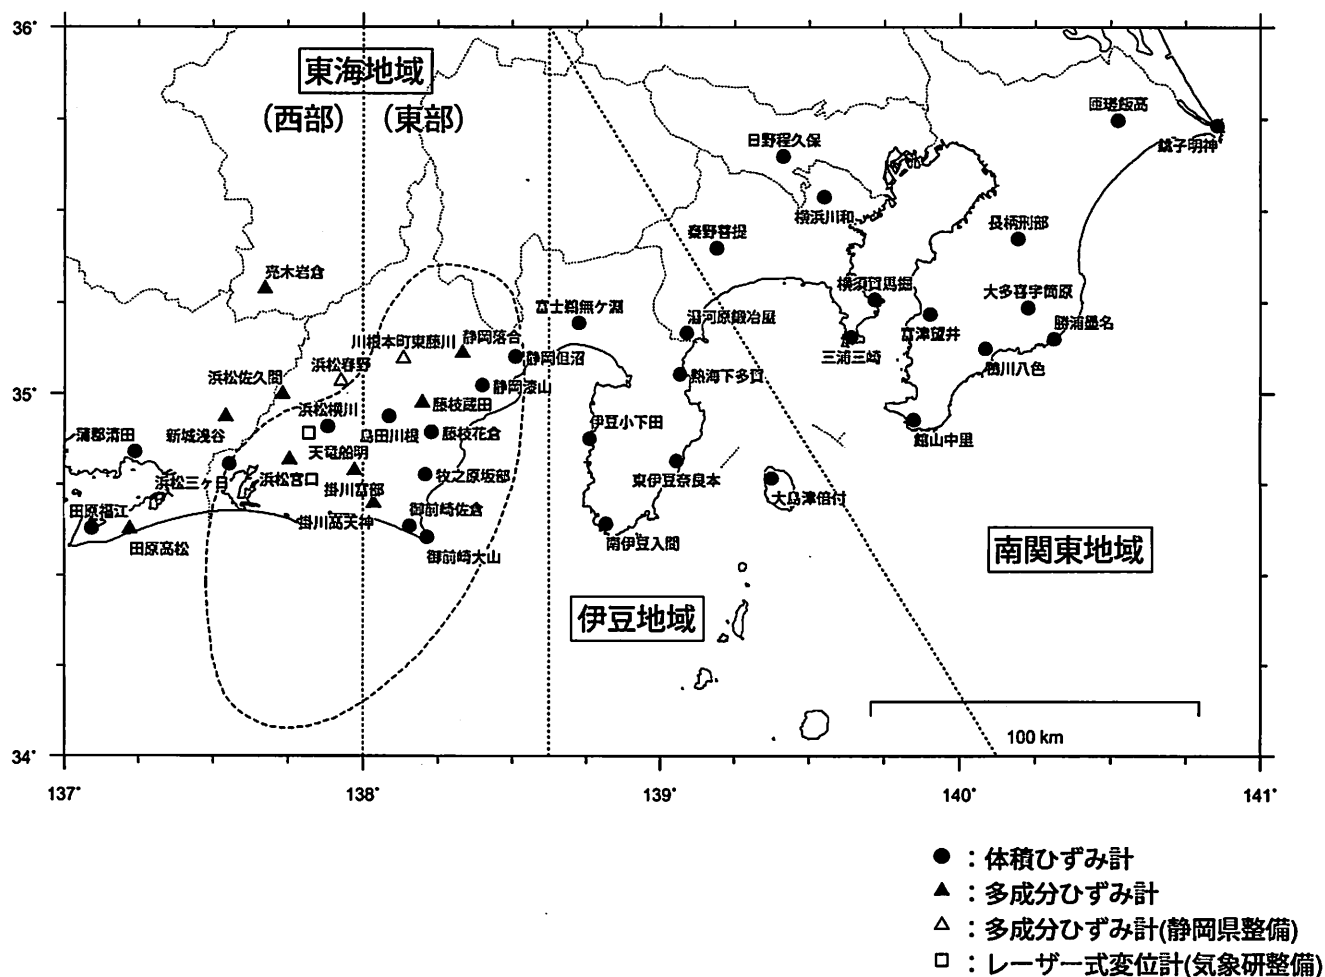 36°
東海地域
（西部）（東部）
匝瑳飯高
銚子明神
日野程久保
横浜川和
秦野菩提
長柄刑部
売木岩倉
横須賀馬堀
大多喜宇筒原
富士鵜無ケ淵
湯河原鍛冶屋
勝浦墨名
富津望井
三浦三崎
鴨川八色
川根本町東藤川
静岡落合
静岡但沼
浜松春野
35°
浜松佐久間
静岡漆山
熱海下多賀
浜松横川
藤枝蔵田
館山中里
新城浅谷
島田川根
藤枝花倉
伊豆小下田
蒲郡清田
天竜船明
浜松三ケ日
浜松宮口
牧之原坂部
東伊豆奈良本
掛川富部
大島津倍付
田原福江
掛川高天神
御前崎佐倉
田原高松
御前崎大山
南伊豆入間
南関東地域
伊豆地域
100 km
34°
137°
138°
139°
140°
141°
● ：体積ひずみ計
▲ ：多成分ひずみ計
△ ：多成分ひずみ計(静岡県整備)
□ ：レーザー式変位計(気象研整備)